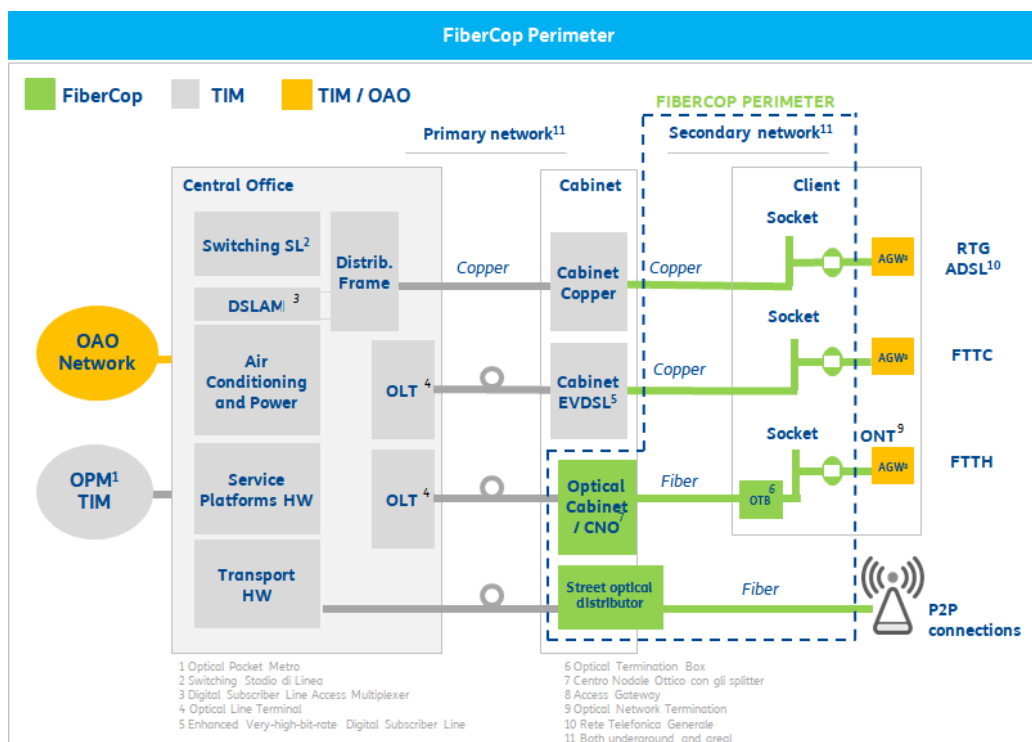 FiberCop Perimeter
FiberCop
TIM
TIM / OAO
FIBERCOP PERIMETER
Primary network11
Secondary network11
Central Office
Cabinet
Client
Switching SL2
Distrib.
Frame
DSLAM 3
Air
Conditioning
and Power
Service
Platforms HW
Transport
HW
OLT 4
OLT 4
OAO
Network
OPM1
TIM
Copper
Cabinet
Copper
Copper
Socket
AGW8
RTG
ADSL10
Cabinet
EVDSL5
Copper
Socket
AGW8
FTTC
Optical
Cabinet
/ CNO7
Fiber
OTB 6
Socket
ONT9
AGW8
FTTH
Street optical
distributor
Fiber
P2P
connections
1 Optical Packet Metro
2 Switching Stadio di Linea
3 Digital Subscriber Line Access Multiplexer
4 Optical Line Terminal
5 Enhanced Very-high-bit-rate Digital Subscriber Line
6 Optical Termination Box
7 Centro Nodale Ottico con gli splitter
8 Access Gateway
9 Optical Network Termination
10 Rete Telefonica Generale
11 Both underground and areal